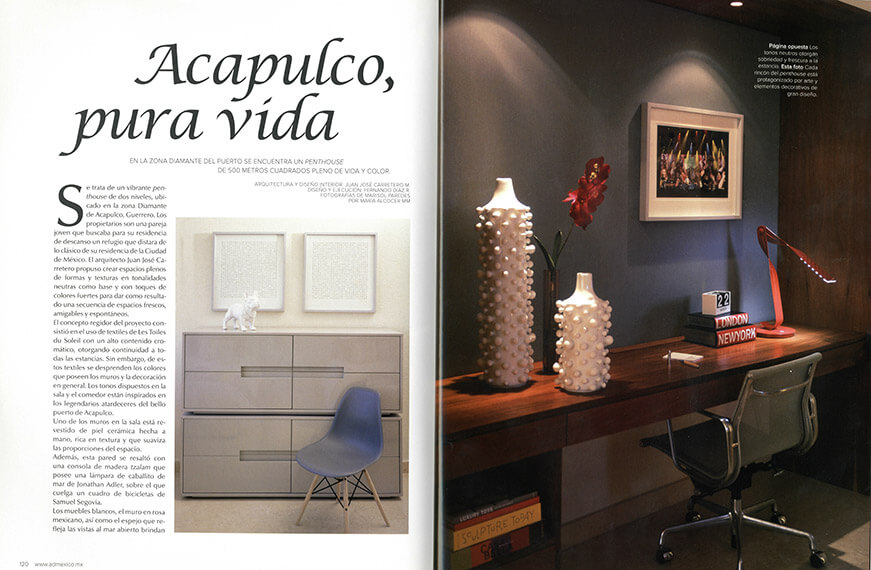 Acapulco,
pura vida
EN LA ZONA DIAMANTE DEL PUERTO SE ENCUENTRA UN PENTHOUSE
DE 500 METROS CUADRADOS PLENO DE VIDA Y COLOR.
ARQUITECTURA Y DISEÑO INTERIOR: JUAN JOSÉ CARRETERO M.
DISEÑO Y EJECUCIÓN: FERNANDO DÍAZ R.
FOTOGRAFÍAS DE MARISOL PAREDES
POR MARÍA ALCOCER MM
Se trata de un vibrante pen-
thouse de dos niveles, ubi-
cado en la zona Diamante
de Acapulco, Guerrero. Los
propietarios son una pareja
joven que buscaba para su residencia
de descanso un refugio que distara de
lo clásico de su residencia de la Ciudad
de México. El arquitecto Juan José Ca-
rretero propuso crear espacios plenos
de formas y texturas en tonalidades
neutras como base y con toques de
colores fuertes para dar como resulta-
do una secuencia de espacios frescos,
amigables y espontáneos.
El concepto regidor del proyecto con-
sistió en el uso de textiles de Les Toiles
du Soleil con un alto contenido cro-
mático, otorgando continuidad a to-
das las estancias. Sin embargo, de es-
tos textiles se desprenden los colores
que poseen los muros y la decoración
en general. Los tonos dispuestos en la
sala y el comedor están inspirados en
los legendarios atardeceres del bello
puerto de Acapulco.
Uno de los muros en la sala está re-
vestido de piel cerámica hecha a
mano, rica en textura y que suaviza
las proporciones del espacio.
Además, esta pared se resaltó con
una consola de madera tzalam que
posee una lámpara de caballito de
mar de Jonathan Adler, sobre el que
cuelga un cuadro de bicicletas de
Samuel Segovia.
Los muebles blancos, el muro en rosa
mexicano, así como el espejo que re-
fleja las vistas al mar abierto brindan
120 www.admexico.mx
Página opuesta Los
tonos neutros otorgan
sobriedad y frescura a la
estancia. Esta foto Cada
rincón del penthouse está
protagonizado por arte y
elementos decorativos de
gran diseño.
22
LONDON
NEWYORK
LUXURY TOYS
SCULPTURE TODAY